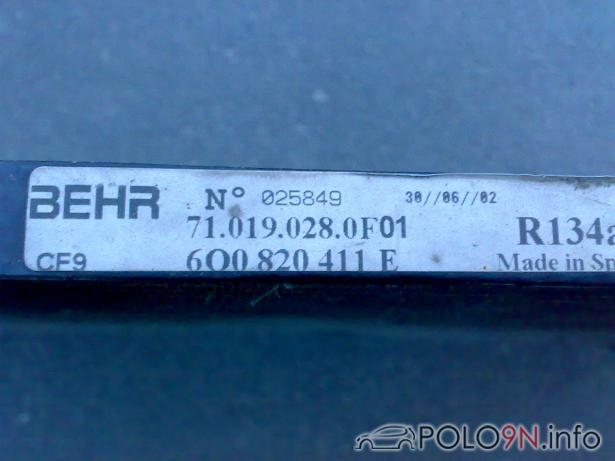 BEHR N° 025849 30//06//02
71.019.028.0F01 R134a
CF9 6Q0 820 411 E Made in Sp
POLO9N.info